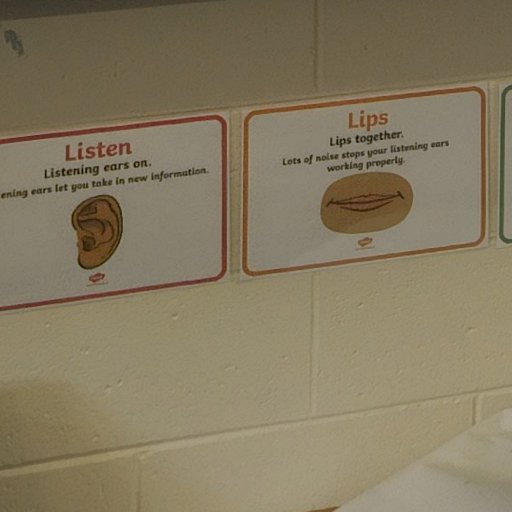 Listen
Listening ears on.
ening ears let you take in new information.
Lips
Lips together.
Lots of noise stops your listening ears
working properly.